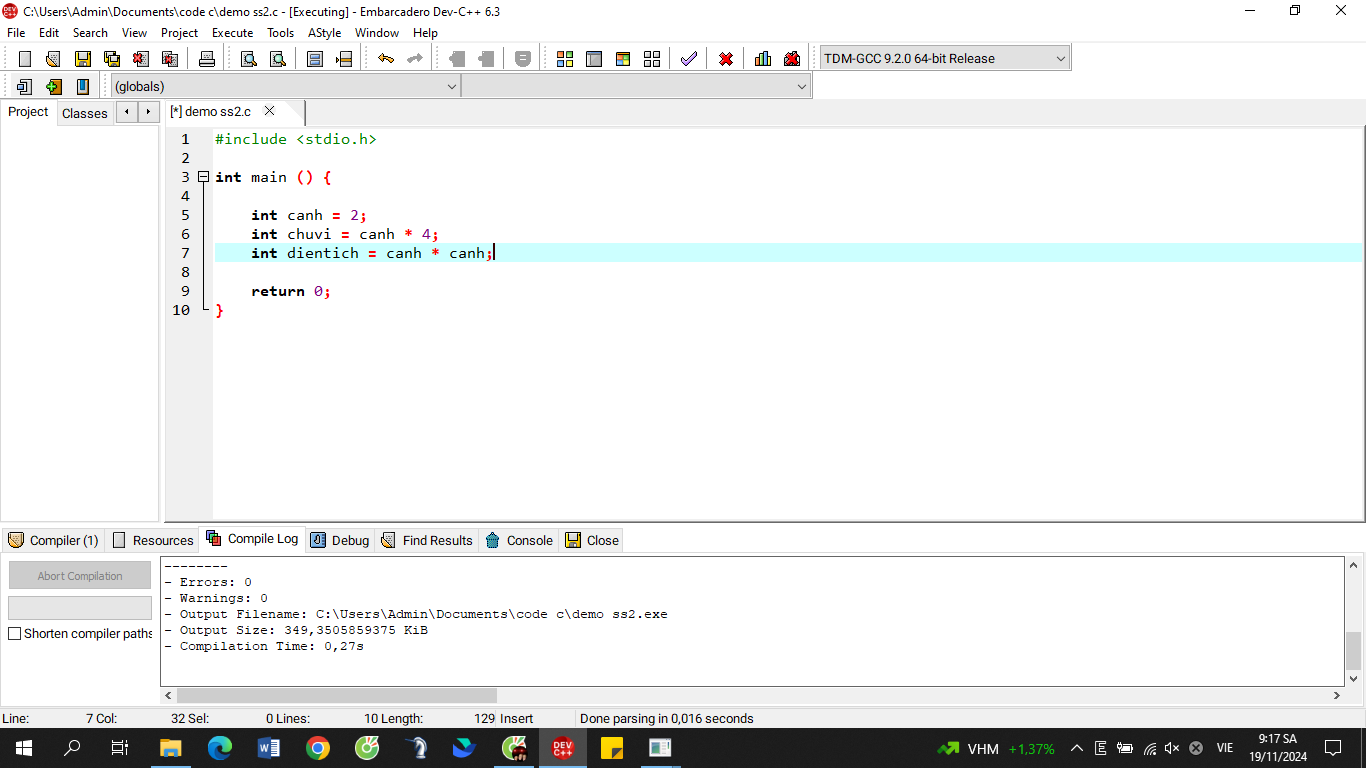 C:\Users\Admin\Documents\code c\demo ss2.c - [Executing] - Embarcadero Dev-C++ 6.3
File Edit Search View Project Execute Tools AStyle Window Help
TDM-GCC 9.2.0 64-bit Release
(globals)
Project Classes [*] demo ss2.c
1 #include <stdio.h>
2
3 int main () {
4
5 int canh = 2;
6 int chuvi = canh * 4;
7 int dientich = canh * canh;
8
9 return 0;
10 }
Compiler (1) Resources Compile Log Debug Find Results Console Close
Abort Compilation
Shorten compiler paths
--------
- Errors: 0
- Warnings: 0
- Output Filename: C:\Users\Admin\Documents\code c\demo ss2.exe
- Output Size: 349,3505859375 KiB
- Compilation Time: 0,27s
Line: 7 Col: 32 Sel: 0 Lines: 10 Length: 129 Insert Done parsing in 0,016 seconds
DEV C++
VHM +1,37%
VIE
9:17 SA
19/11/2024